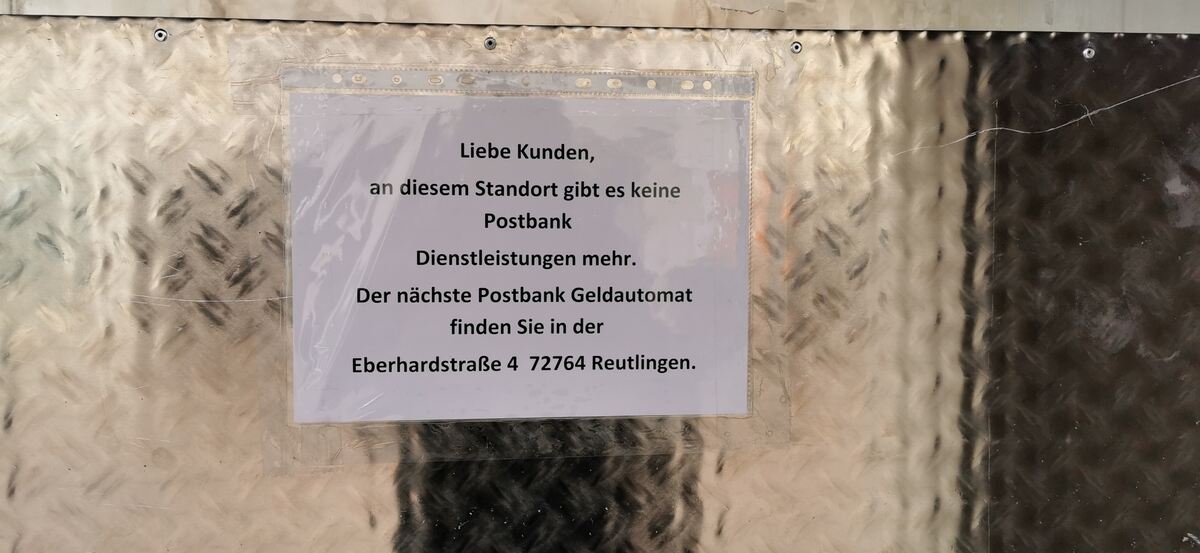 Liebe Kunden,
an diesem Standort gibt es keine
Postbank
Dienstleistungen mehr.
Der nächste Postbank Geldautomat
finden Sie in der
Eberhardstraße 4  72764 Reutlingen.